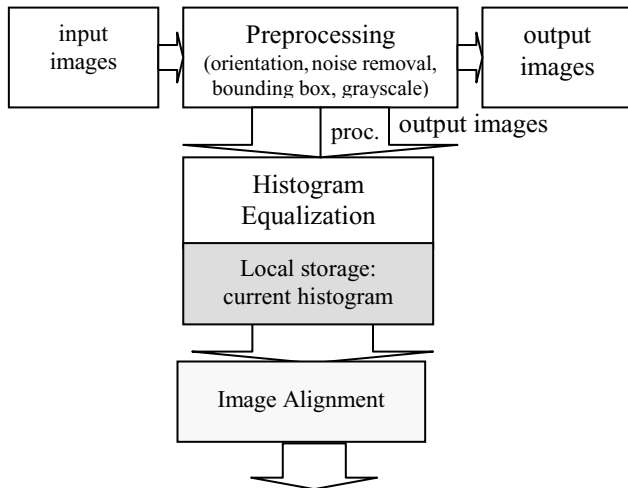 input
images
Preprocessing
(orientation, noise removal,
bounding box, grayscale)
output
images
proc.
output images
Histogram
Equalization
Local storage:
current histogram
Image Alignment